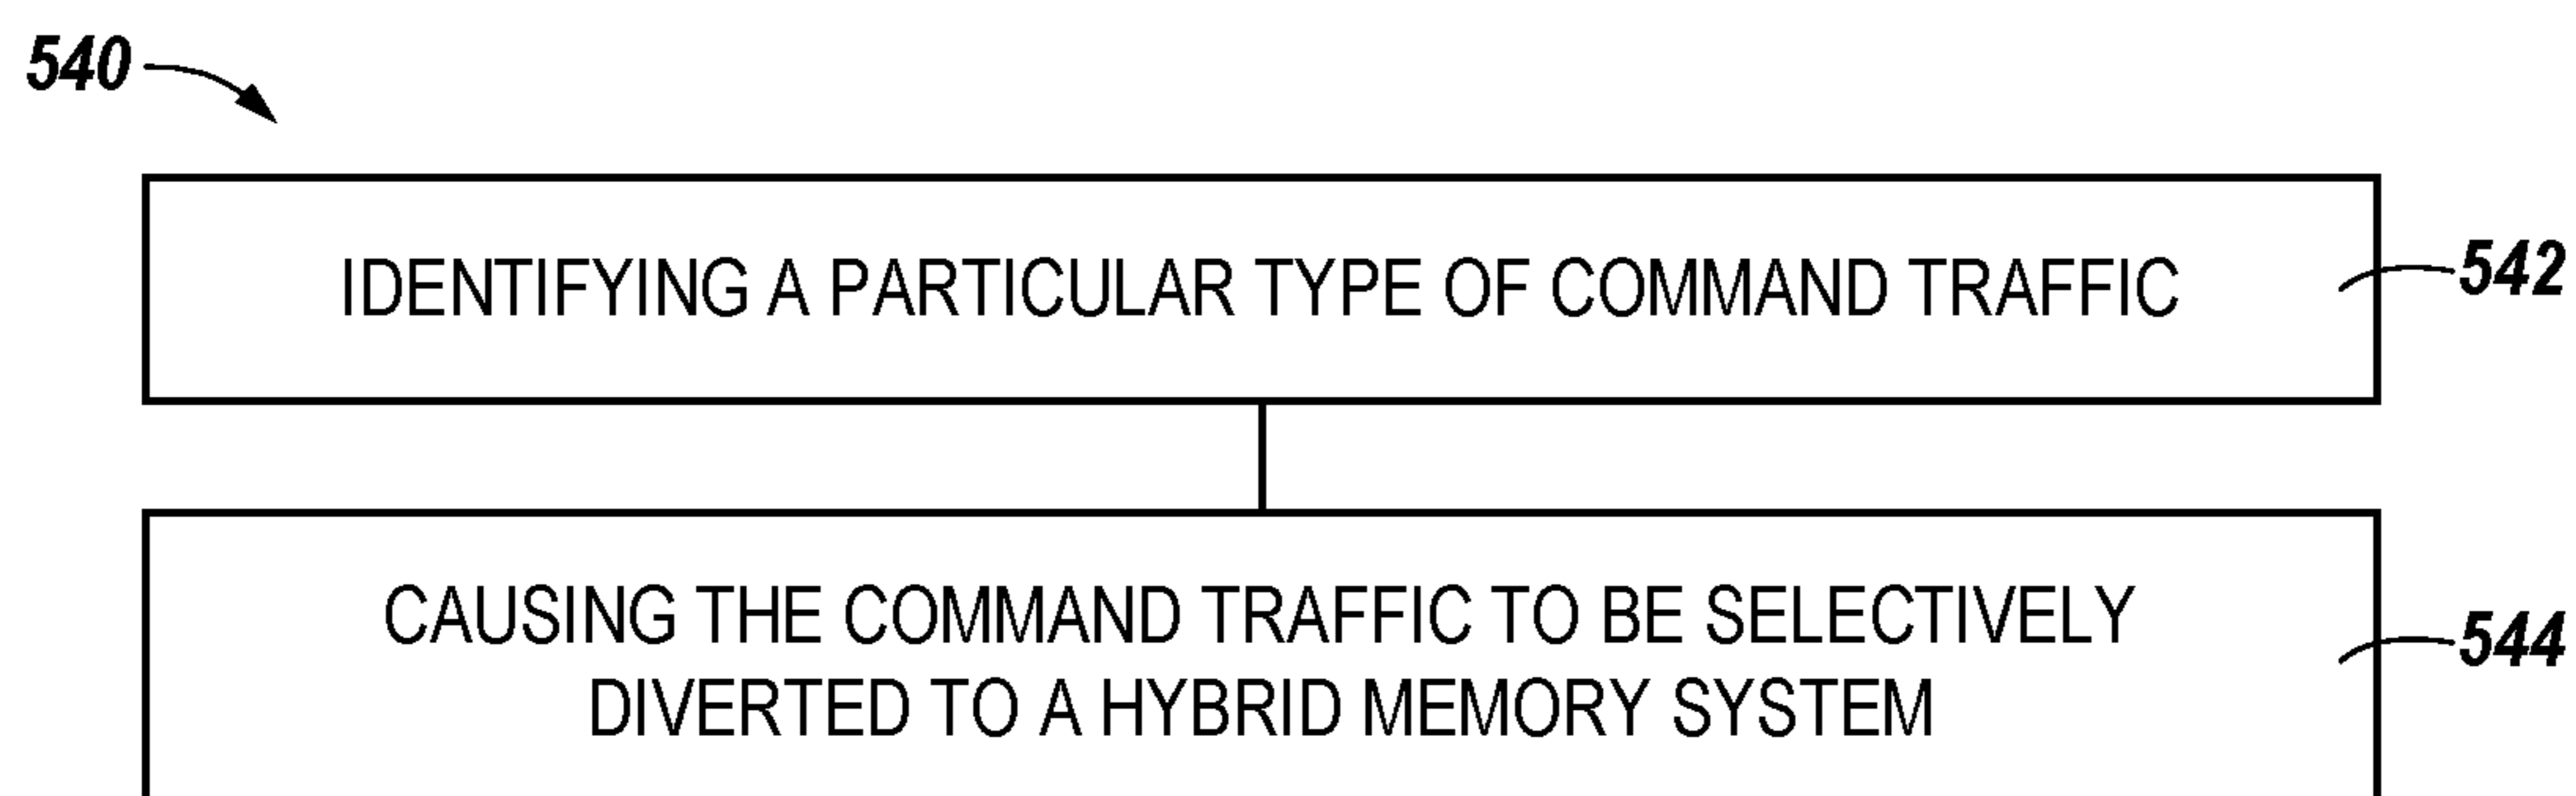 540
IDENTIFYING A PARTICULAR TYPE OF COMMAND TRAFFIC
542
CAUSING THE COMMAND TRAFFIC TO BE SELECTIVELY
DIVERTED TO A HYBRID MEMORY SYSTEM
544